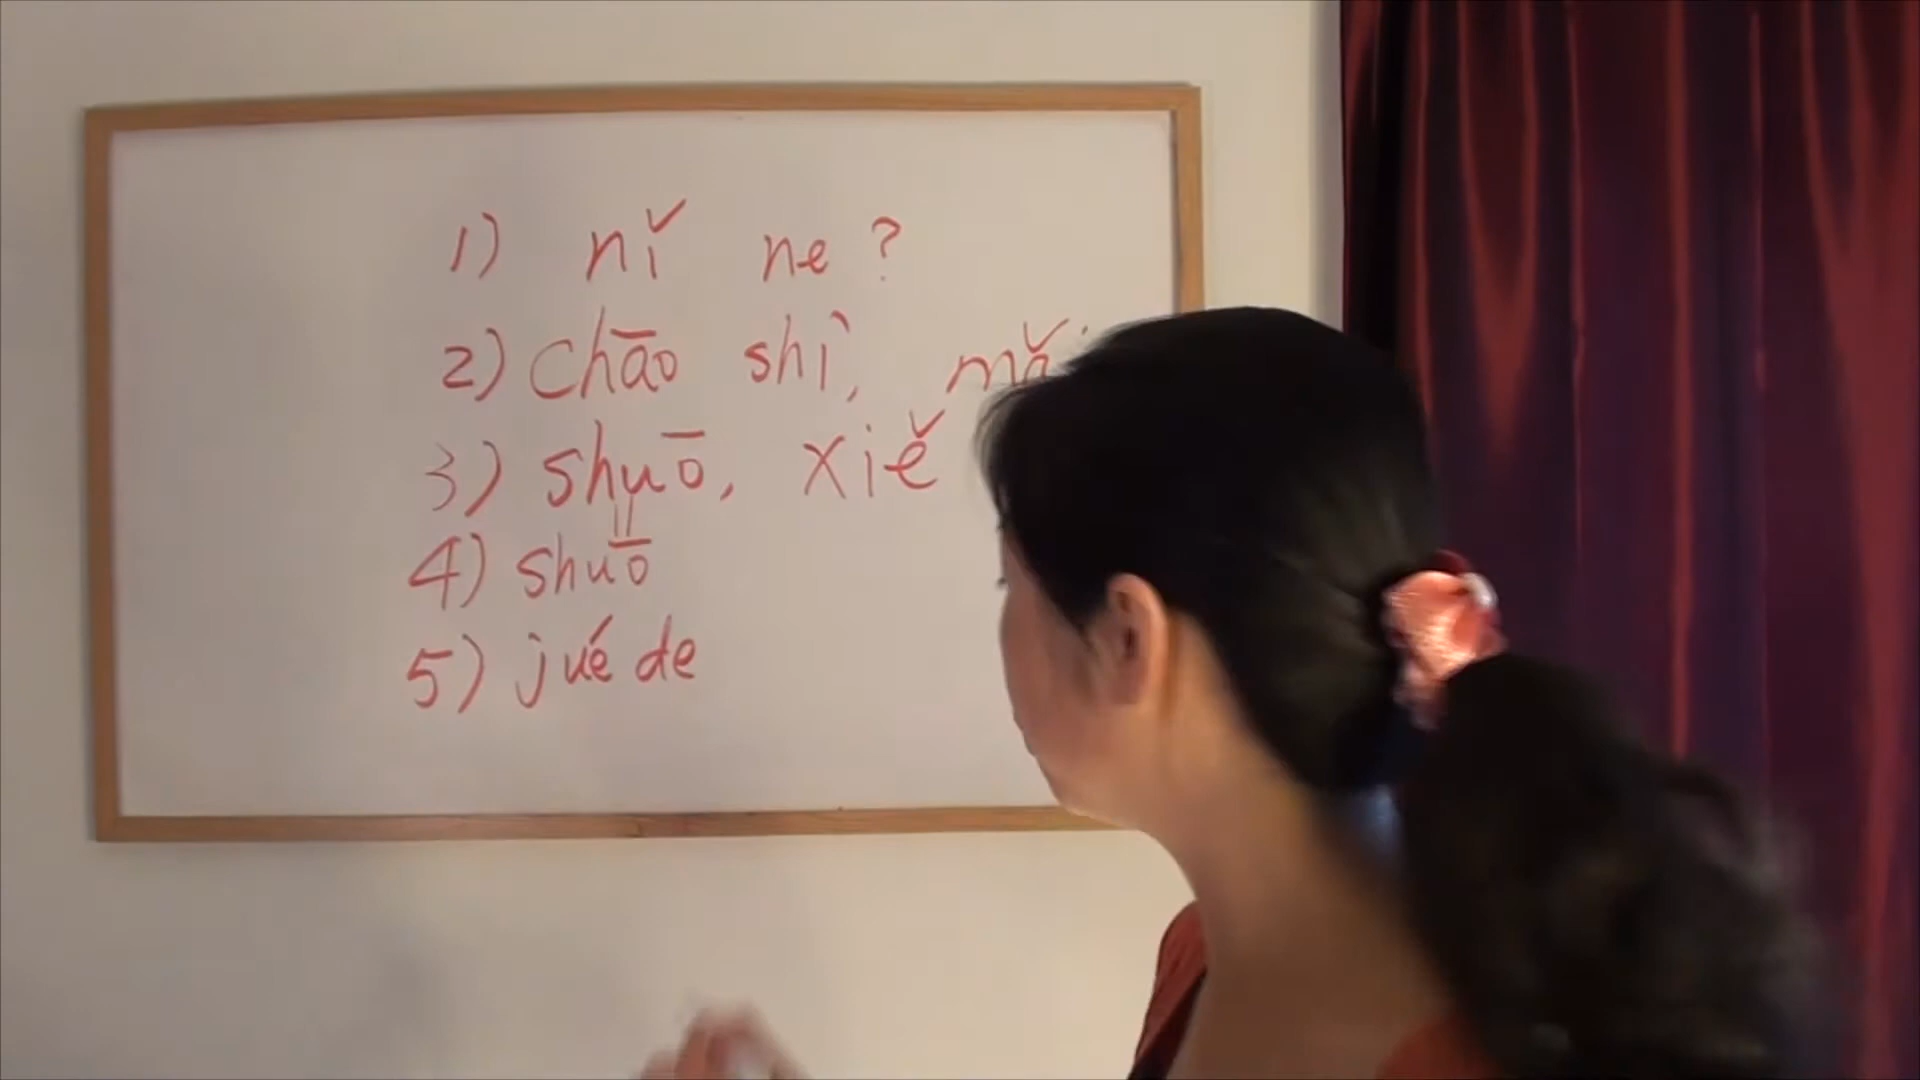 1) nǐ ne?
2) chāo shì,
3) shuō, xiě
4) shuō
5) jué de